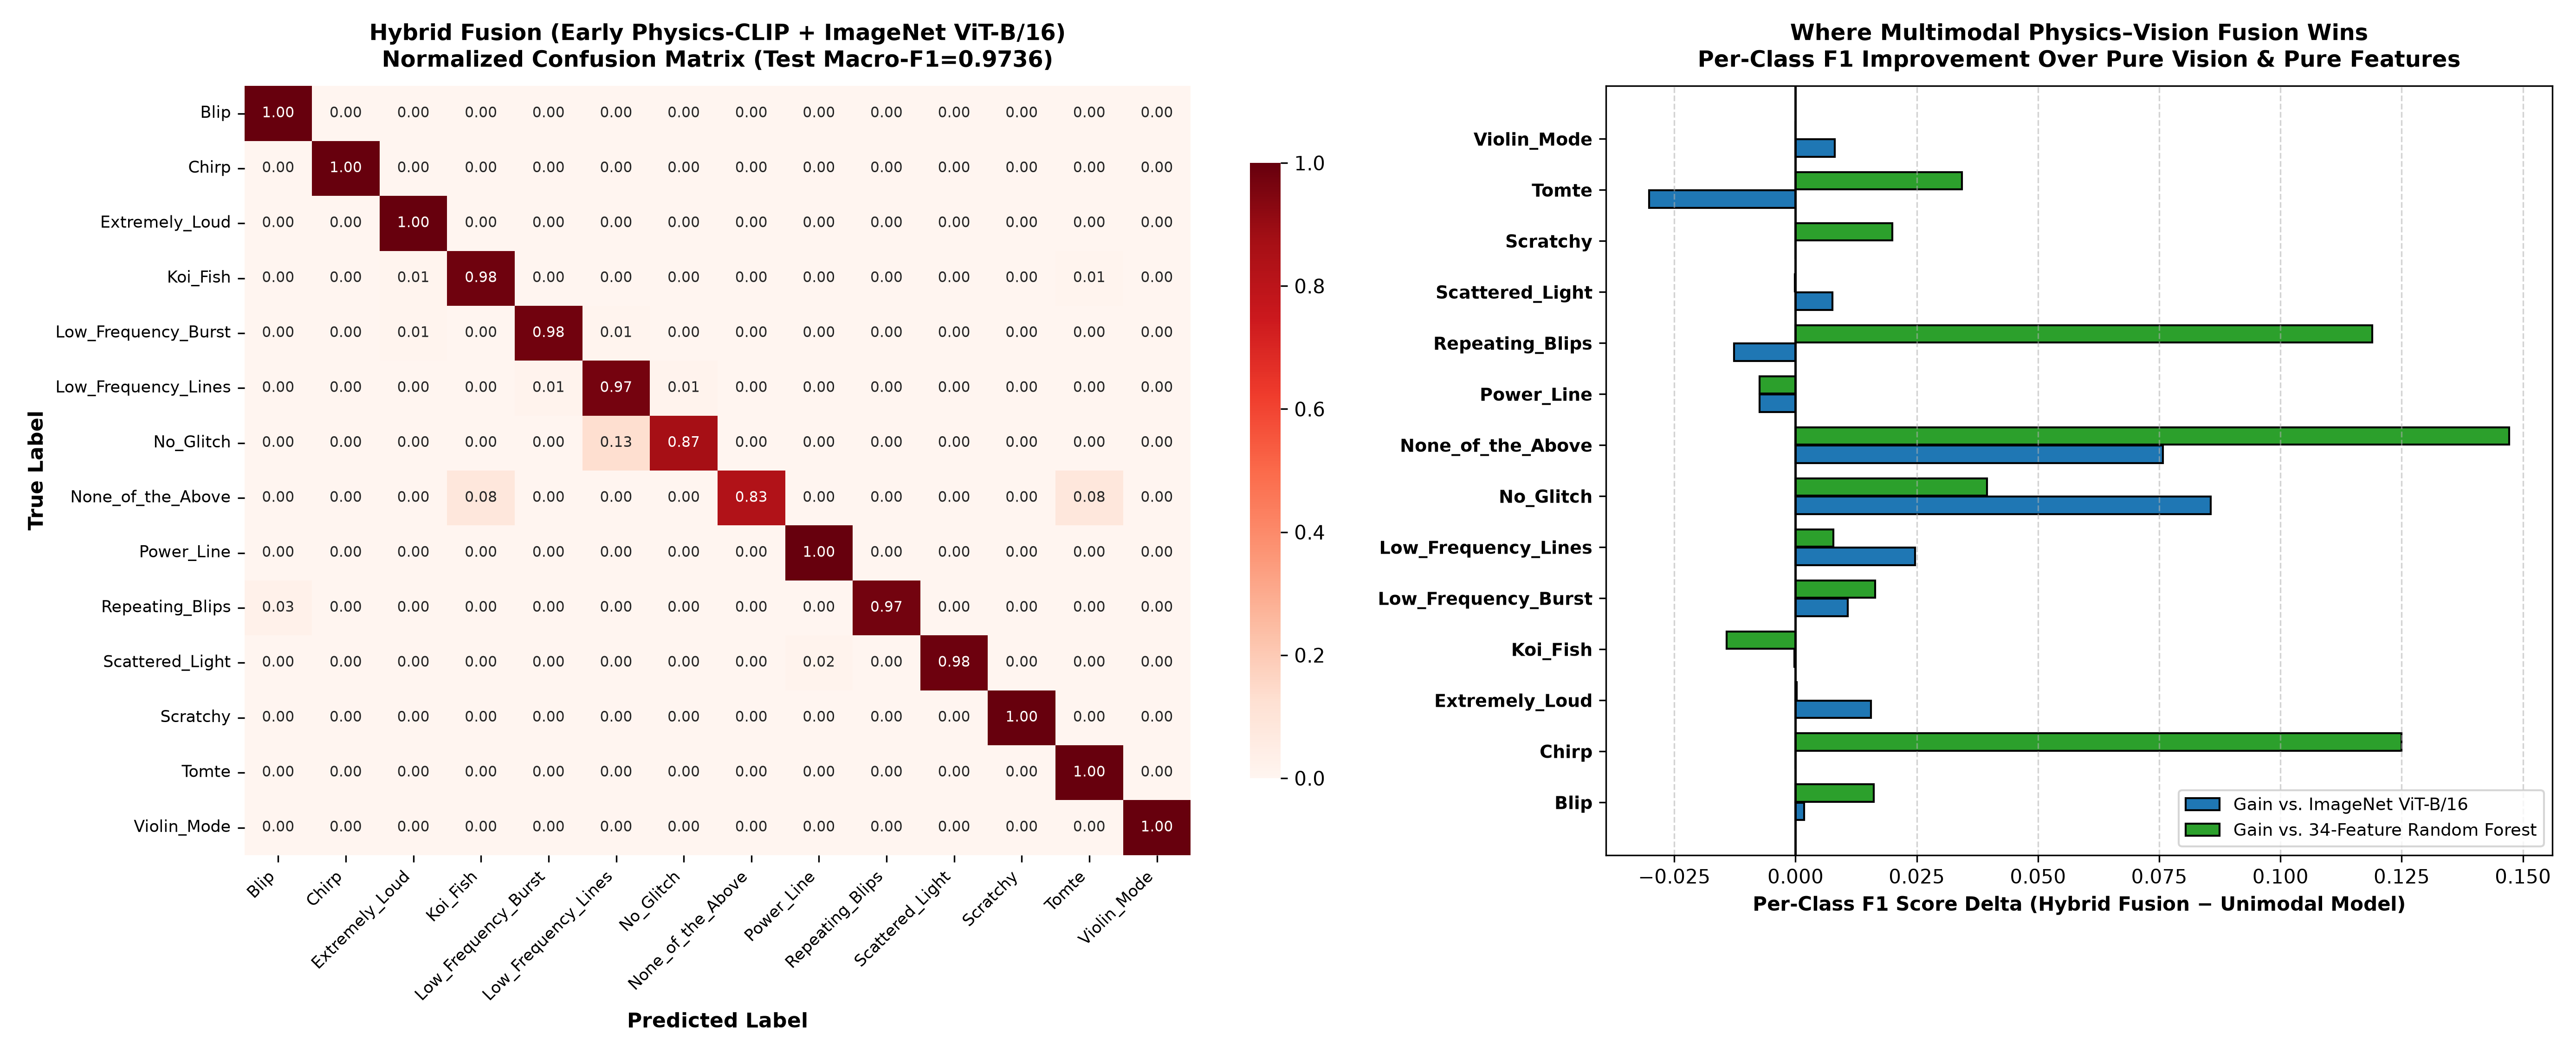 Hybrid Fusion (Early Physics-CLIP + ImageNet ViT-B/16)
Normalized Confusion Matrix (Test Macro-F1=0.9736)
True Label
Blip 1.00 0.00 0.00 0.00 0.00 0.00 0.00 0.00 0.00 0.00 0.00 0.00 0.00 0.00
Chirp 0.00 1.00 0.00 0.00 0.00 0.00 0.00 0.00 0.00 0.00 0.00 0.00 0.00 0.00
Extremely_Loud 0.00 0.00 1.00 0.00 0.00 0.00 0.00 0.00 0.00 0.00 0.00 0.00 0.00 0.00
Koi_Fish 0.00 0.00 0.01 0.98 0.00 0.00 0.00 0.00 0.00 0.00 0.00 0.00 0.01 0.00
Low_Frequency_Burst 0.00 0.00 0.01 0.00 0.98 0.01 0.00 0.00 0.00 0.00 0.00 0.00 0.00 0.00
Low_Frequency_Lines 0.00 0.00 0.00 0.00 0.01 0.97 0.01 0.00 0.00 0.00 0.00 0.00 0.00 0.00
No_Glitch 0.00 0.00 0.00 0.00 0.00 0.13 0.87 0.00 0.00 0.00 0.00 0.00 0.00 0.00
None_of_the_Above 0.00 0.00 0.00 0.08 0.00 0.00 0.00 0.83 0.00 0.00 0.00 0.00 0.08 0.00
Power_Line 0.00 0.00 0.00 0.00 0.00 0.00 0.00 0.00 1.00 0.00 0.00 0.00 0.00 0.00
Repeating_Blips 0.03 0.00 0.00 0.00 0.00 0.00 0.00 0.00 0.00 0.97 0.00 0.00 0.00 0.00
Scattered_Light 0.00 0.00 0.00 0.00 0.00 0.00 0.00 0.00 0.02 0.00 0.98 0.00 0.00 0.00
Scratchy 0.00 0.00 0.00 0.00 0.00 0.00 0.00 0.00 0.00 0.00 0.00 1.00 0.00 0.00
Tomte 0.00 0.00 0.00 0.00 0.00 0.00 0.00 0.00 0.00 0.00 0.00 0.00 1.00 0.00
Violin_Mode 0.00 0.00 0.00 0.00 0.00 0.00 0.00 0.00 0.00 0.00 0.00 0.00 0.00 1.00
Blip
Chirp
Extremely_Loud
Koi_Fish
Low_Frequency_Burst
Low_Frequency_Lines
No_Glitch
None_of_the_Above
Power_Line
Repeating_Blips
Scattered_Light
Scratchy
Tomte
Violin_Mode
Predicted Label
1.0
0.8
0.6
0.4
0.2
0.0
Where Multimodal Physics–Vision Fusion Wins
Per-Class F1 Improvement Over Pure Vision & Pure Features
Violin_Mode
Tomte
Scratchy
Scattered_Light
Repeating_Blips
Power_Line
None_of_the_Above
No_Glitch
Low_Frequency_Lines
Low_Frequency_Burst
Koi_Fish
Extremely_Loud
Chirp
Blip
Gain vs. ImageNet ViT-B/16
Gain vs. 34-Feature Random Forest
−0.025 0.000 0.025 0.050 0.075 0.100 0.125 0.150
Per-Class F1 Score Delta (Hybrid Fusion − Unimodal Model)